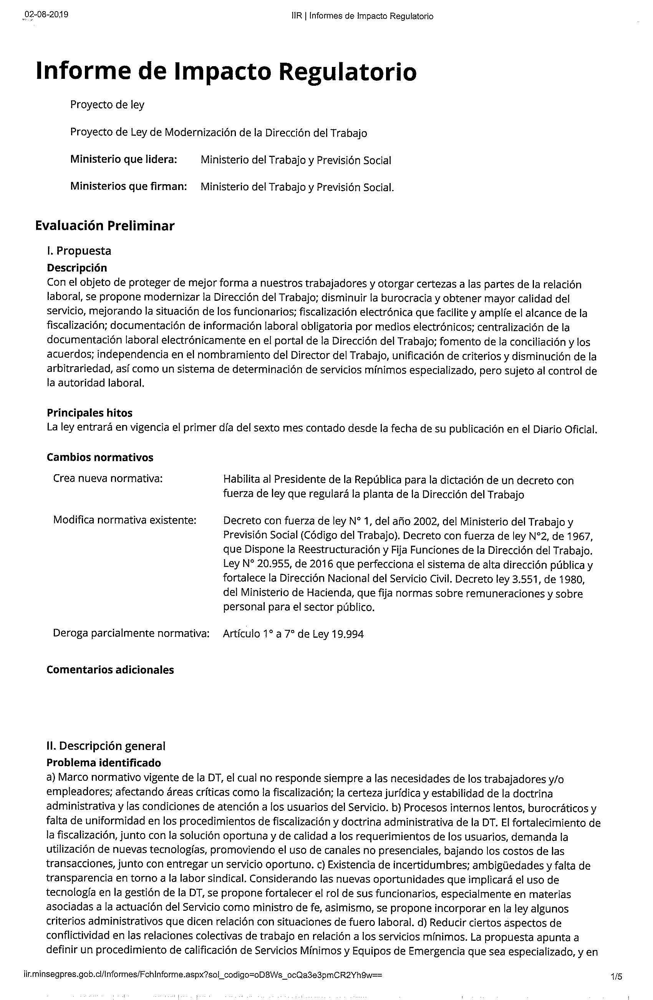 02-08-2019
IIR | Informes de Impacto Regulatorio
Informe de Impacto Regulatorio
Proyecto de ley
Proyecto de Ley de Modernización de la Dirección del Trabajo
Ministerio que lidera: Ministerio del Trabajo y Previsión Social
Ministerios que firman: Ministerio del Trabajo y Previsión Social.
Evaluación Preliminar
I. Propuesta
Descripción
Con el objeto de proteger de mejor forma a nuestros trabajadores y otorgar certezas a las partes de la relación
laboral, se propone modernizar la Dirección del Trabajo; disminuir la burocracia y obtener mayor calidad del
servicio, mejorando la situación de los funcionarios; fiscalización electrónica que facilite y amplíe el alcance de la
fiscalización; documentación de información laboral obligatoria por medios electrónicos; centralización de la
documentación laboral electrónicamente en el portal de la Dirección del Trabajo; fomento de la conciliación y los
acuerdos; independencia en el nombramiento del Director del Trabajo, unificación de criterios y disminución de la
arbitrariedad, así como un sistema de determinación de servicios mínimos especializado, pero sujeto al control de
la autoridad laboral.
Principales hitos
La ley entrará en vigencia el primer día del sexto mes contado desde la fecha de su publicación en el Diario Oficial.
Cambios normativos
Crea nueva normativa: Habilita al Presidente de la República para la dictación de un decreto con
fuerza de ley que regulará la planta de la Dirección del Trabajo
Modifica normativa existente: Decreto con fuerza de ley N° 1, del año 2002, del Ministerio del Trabajo y
Previsión Social (Código del Trabajo). Decreto con fuerza de ley N°2, de 1967,
que Dispone la Reestructuración y Fija Funciones de la Dirección del Trabajo.
Ley N° 20.955, de 2016 que perfecciona el sistema de alta dirección pública y
fortalece la Dirección Nacional del Servicio Civil. Decreto ley 3.551, de 1980,
del Ministerio de Hacienda, que fija normas sobre remuneraciones y sobre
personal para el sector público.
Deroga parcialmente normativa: Artículo 1° a 7° de Ley 19.994
Comentarios adicionales
II. Descripción general
Problema identificado
a) Marco normativo vigente de la DT, el cual no responde siempre a las necesidades de los trabajadores y/o
empleadores; afectando áreas críticas como la fiscalización; la certeza jurídica y estabilidad de la doctrina
administrativa y las condiciones de atención a los usuarios del Servicio. b) Procesos internos lentos, burocráticos y
falta de uniformidad en los procedimientos de fiscalización y doctrina administrativa de la DT. El fortalecimiento de
la fiscalización, junto con la solución oportuna y de calidad a los requerimientos de los usuarios, demanda la
utilización de nuevas tecnologías, promoviendo el uso de canales no presenciales, bajando los costos de las
transacciones, junto con entregar un servicio oportuno. c) Existencia de incertidumbres; ambigüedades y falta de
transparencia en torno a la labor sindical. Considerando las nuevas oportunidades que implicará el uso de
tecnología en la gestión de la DT, se propone fortalecer el rol de sus funcionarios, especialmente en materias
asociadas a la actuación del Servicio como ministro de fe, asimismo, se propone incorporar en la ley algunos
criterios administrativos que dicen relación con situaciones de fuero laboral. d) Reducir ciertos aspectos de
conflictividad en las relaciones colectivas de trabajo en relación a los servicios mínimos. La propuesta apunta a
definir un procedimiento de calificación de Servicios Mínimos y Equipos de Emergencia que sea especializado, y en
iir.minsegpres.gob.cl/Informes/FchInforme.aspx?sol_codigo=oD8Ws_ocQa3e3pmCR2Yh9w==
1/5